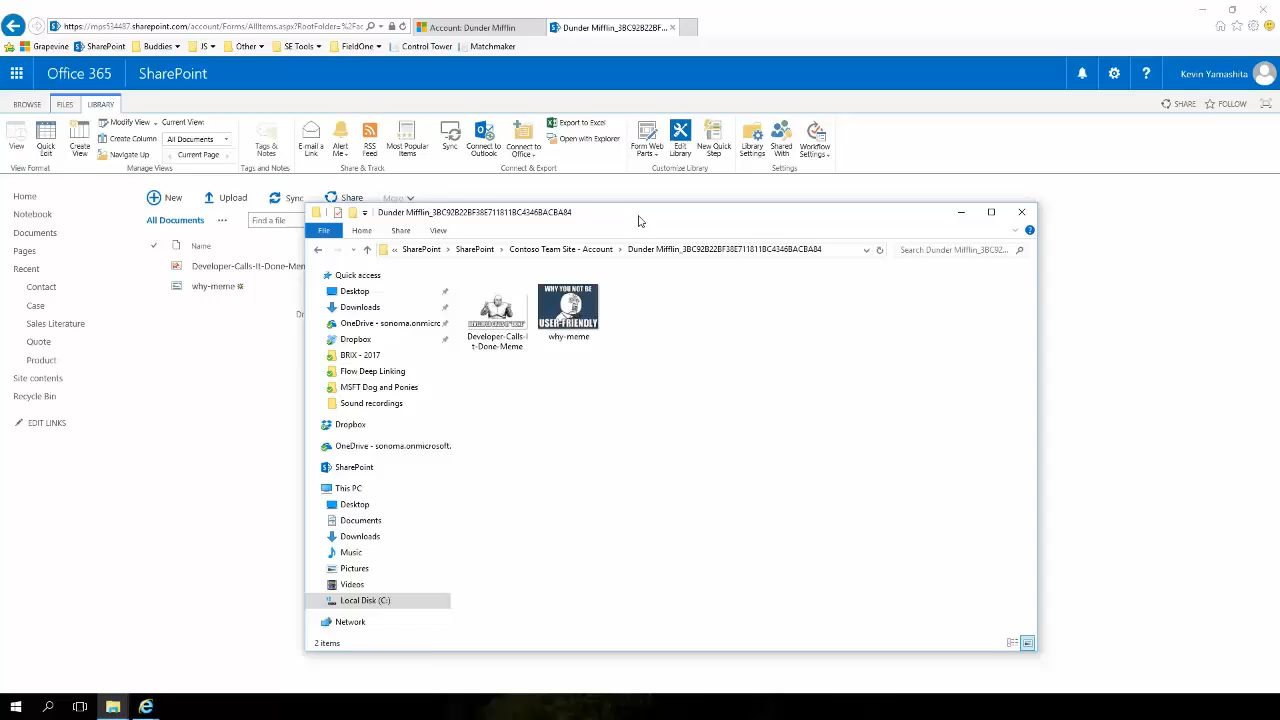 https://mps534487.sharepoint.com/account/Forms/AllItems.aspx?RootFolder=%2Fac
Account: Dunder Mifflin
Dunder Mifflin_3BC92B22BF...
Grapevine SharePoint Buddies JS Other SE Tools FieldOne Control Tower Matchmaker
Office 365 SharePoint Kevin Yamashita
BROWSE FILES LIBRARY SHARE FOLLOW
View
Quick Edit
Create View
Modify View
Create Column
Navigate Up
Current View:
All Documents
Current Page
Tags & Notes
E-mail a Link
Alert Me
RSS Feed
Most Popular Items
Sync
Connect to Outlook
Connect to Office
Export to Excel
Open with Explorer
Form Web Parts
Edit Library
New Quick Step
Library Settings
Shared With
Workflow Settings
View Format Manage Views Tags and Notes Share & Track Connect & Export Customize Library Settings
Home
Notebook
Documents
Pages
Recent
Contact
Case
Sales Literature
Quote
Product
Site contents
Recycle Bin
EDIT LINKS
New Upload Sync Share More
All Documents ... Find a file
Name
Developer-Calls-It-Done-Mem
why-meme
Dunder Mifflin_3BC92B22BF38E711811BC4346BACBA84
File Home Share View
« SharePoint > SharePoint > Contoso Team Site - Account > Dunder Mifflin_3BC92B22BF38E711811BC4346BACBA84
Search Dunder Mifflin_3BC92...
Quick access
Desktop
Downloads
OneDrive - sonoma.onmicrc
Dropbox
BRIX - 2017
Flow Deep Linking
MSFT Dog and Ponies
Sound recordings
Dropbox
OneDrive - sonoma.onmicrosoft.
SharePoint
This PC
Desktop
Documents
Downloads
Music
Pictures
Videos
Local Disk (C:)
Network
2 items
DEVELOPER CALLS IT "DONE"
Developer-Calls-I
t-Done-Meme
WHY YOU NOT BE
USER-FRIENDLY
why-meme